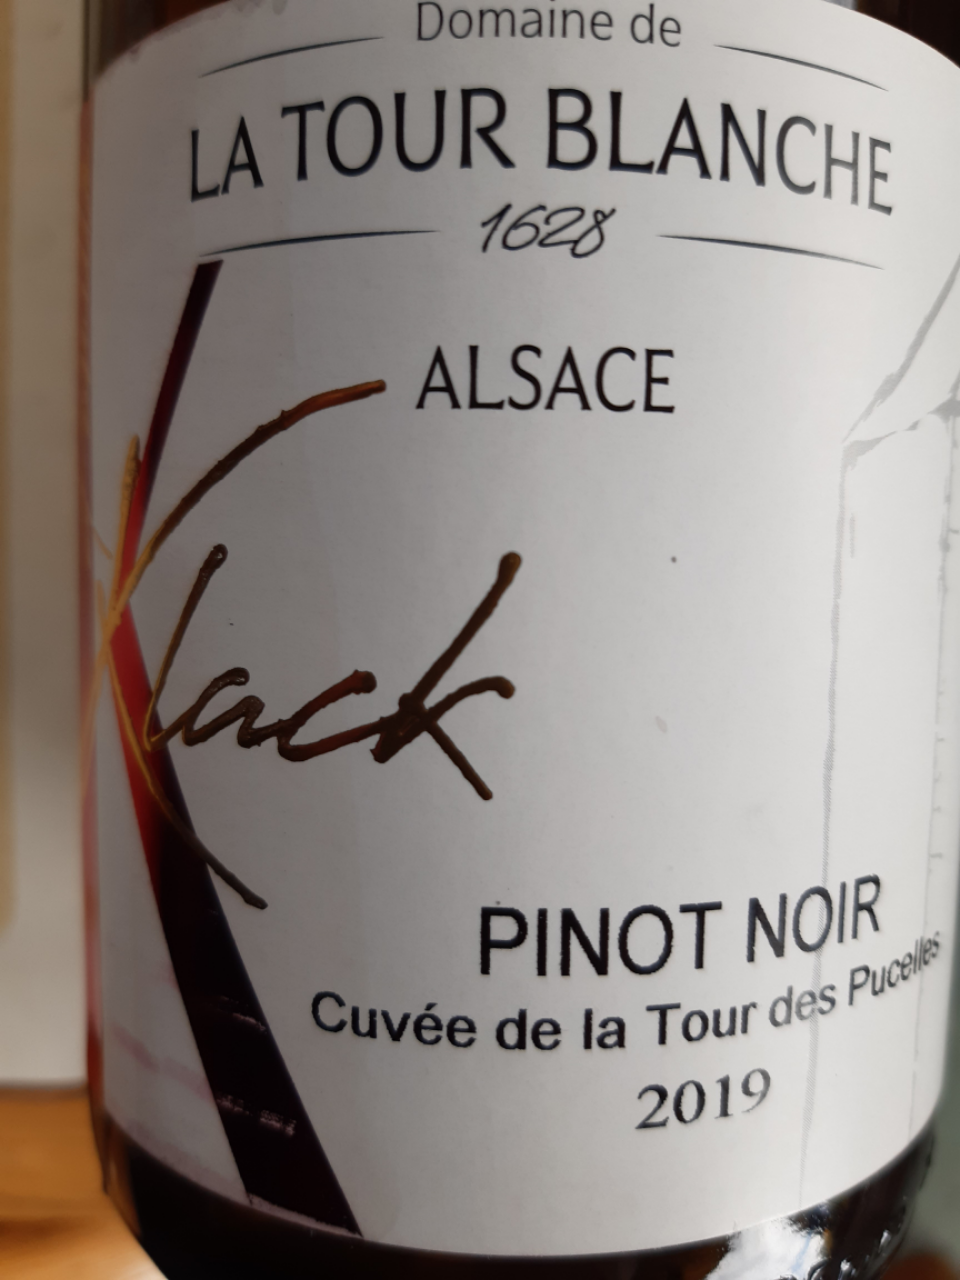 Domaine de
LA TOUR BLANCHE
1628
ALSACE
Klack
PINOT NOIR
Cuvée de la Tour des Pucelles
2019